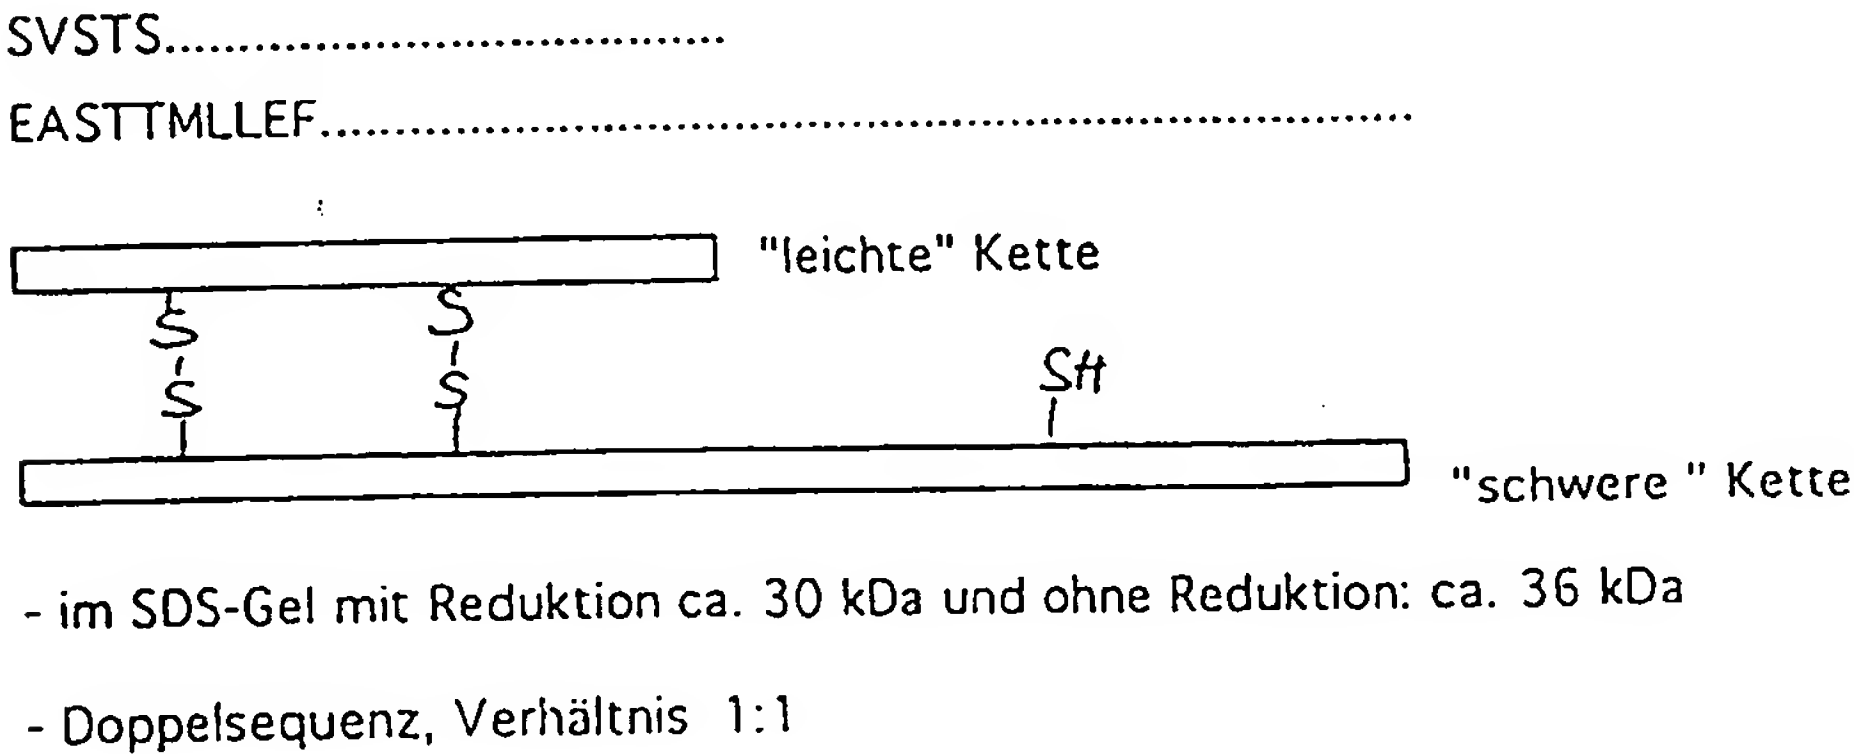 SVSTS......................................
EASTTMLLEF..........................................................................
"leichte" Kette
S S
S S
SH
"schwere " Kette
- im SDS-Gel mit Reduktion ca. 30 kDa und ohne Reduktion: ca. 36 kDa
- Doppelsequenz, Verhältnis 1:1